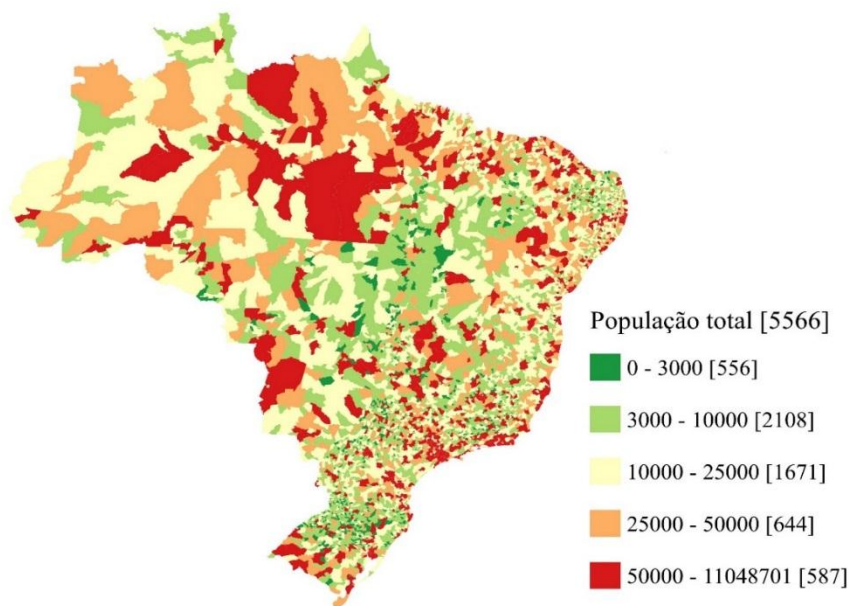 População total [5566]
0 - 3000 [556]
3000 - 10000 [2108]
10000 - 25000 [1671]
25000 - 50000 [644]
50000 - 11048701 [587]